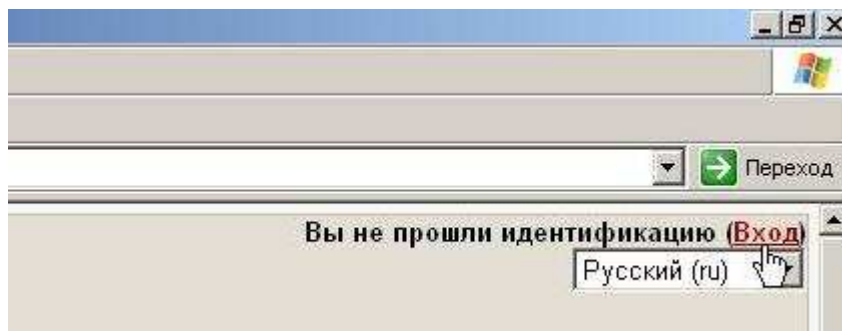 Переход
Вы не прошли идентификацию (Вход)
Русский (ru)